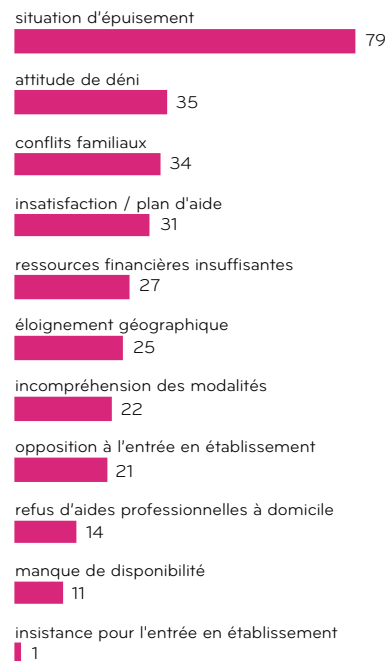 situation d'épuisement
79
attitude de déni
35
conflits familiaux
34
insatisfaction / plan d'aide
31
ressources financières insuffisantes
27
éloignement géographique
25
incompréhension des modalités
22
opposition à l'entrée en établissement
21
refus d'aides professionnelles à domicile
14
manque de disponibilité
11
insistance pour l'entrée en établissement
1